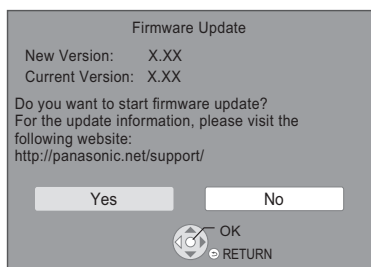 Firmware Update
New Version: X.XX
Current Version: X.XX
Do you want to start firmware update?
For the update information, please visit the
following website:
http://panasonic.net/support/
Yes No
OK
RETURN